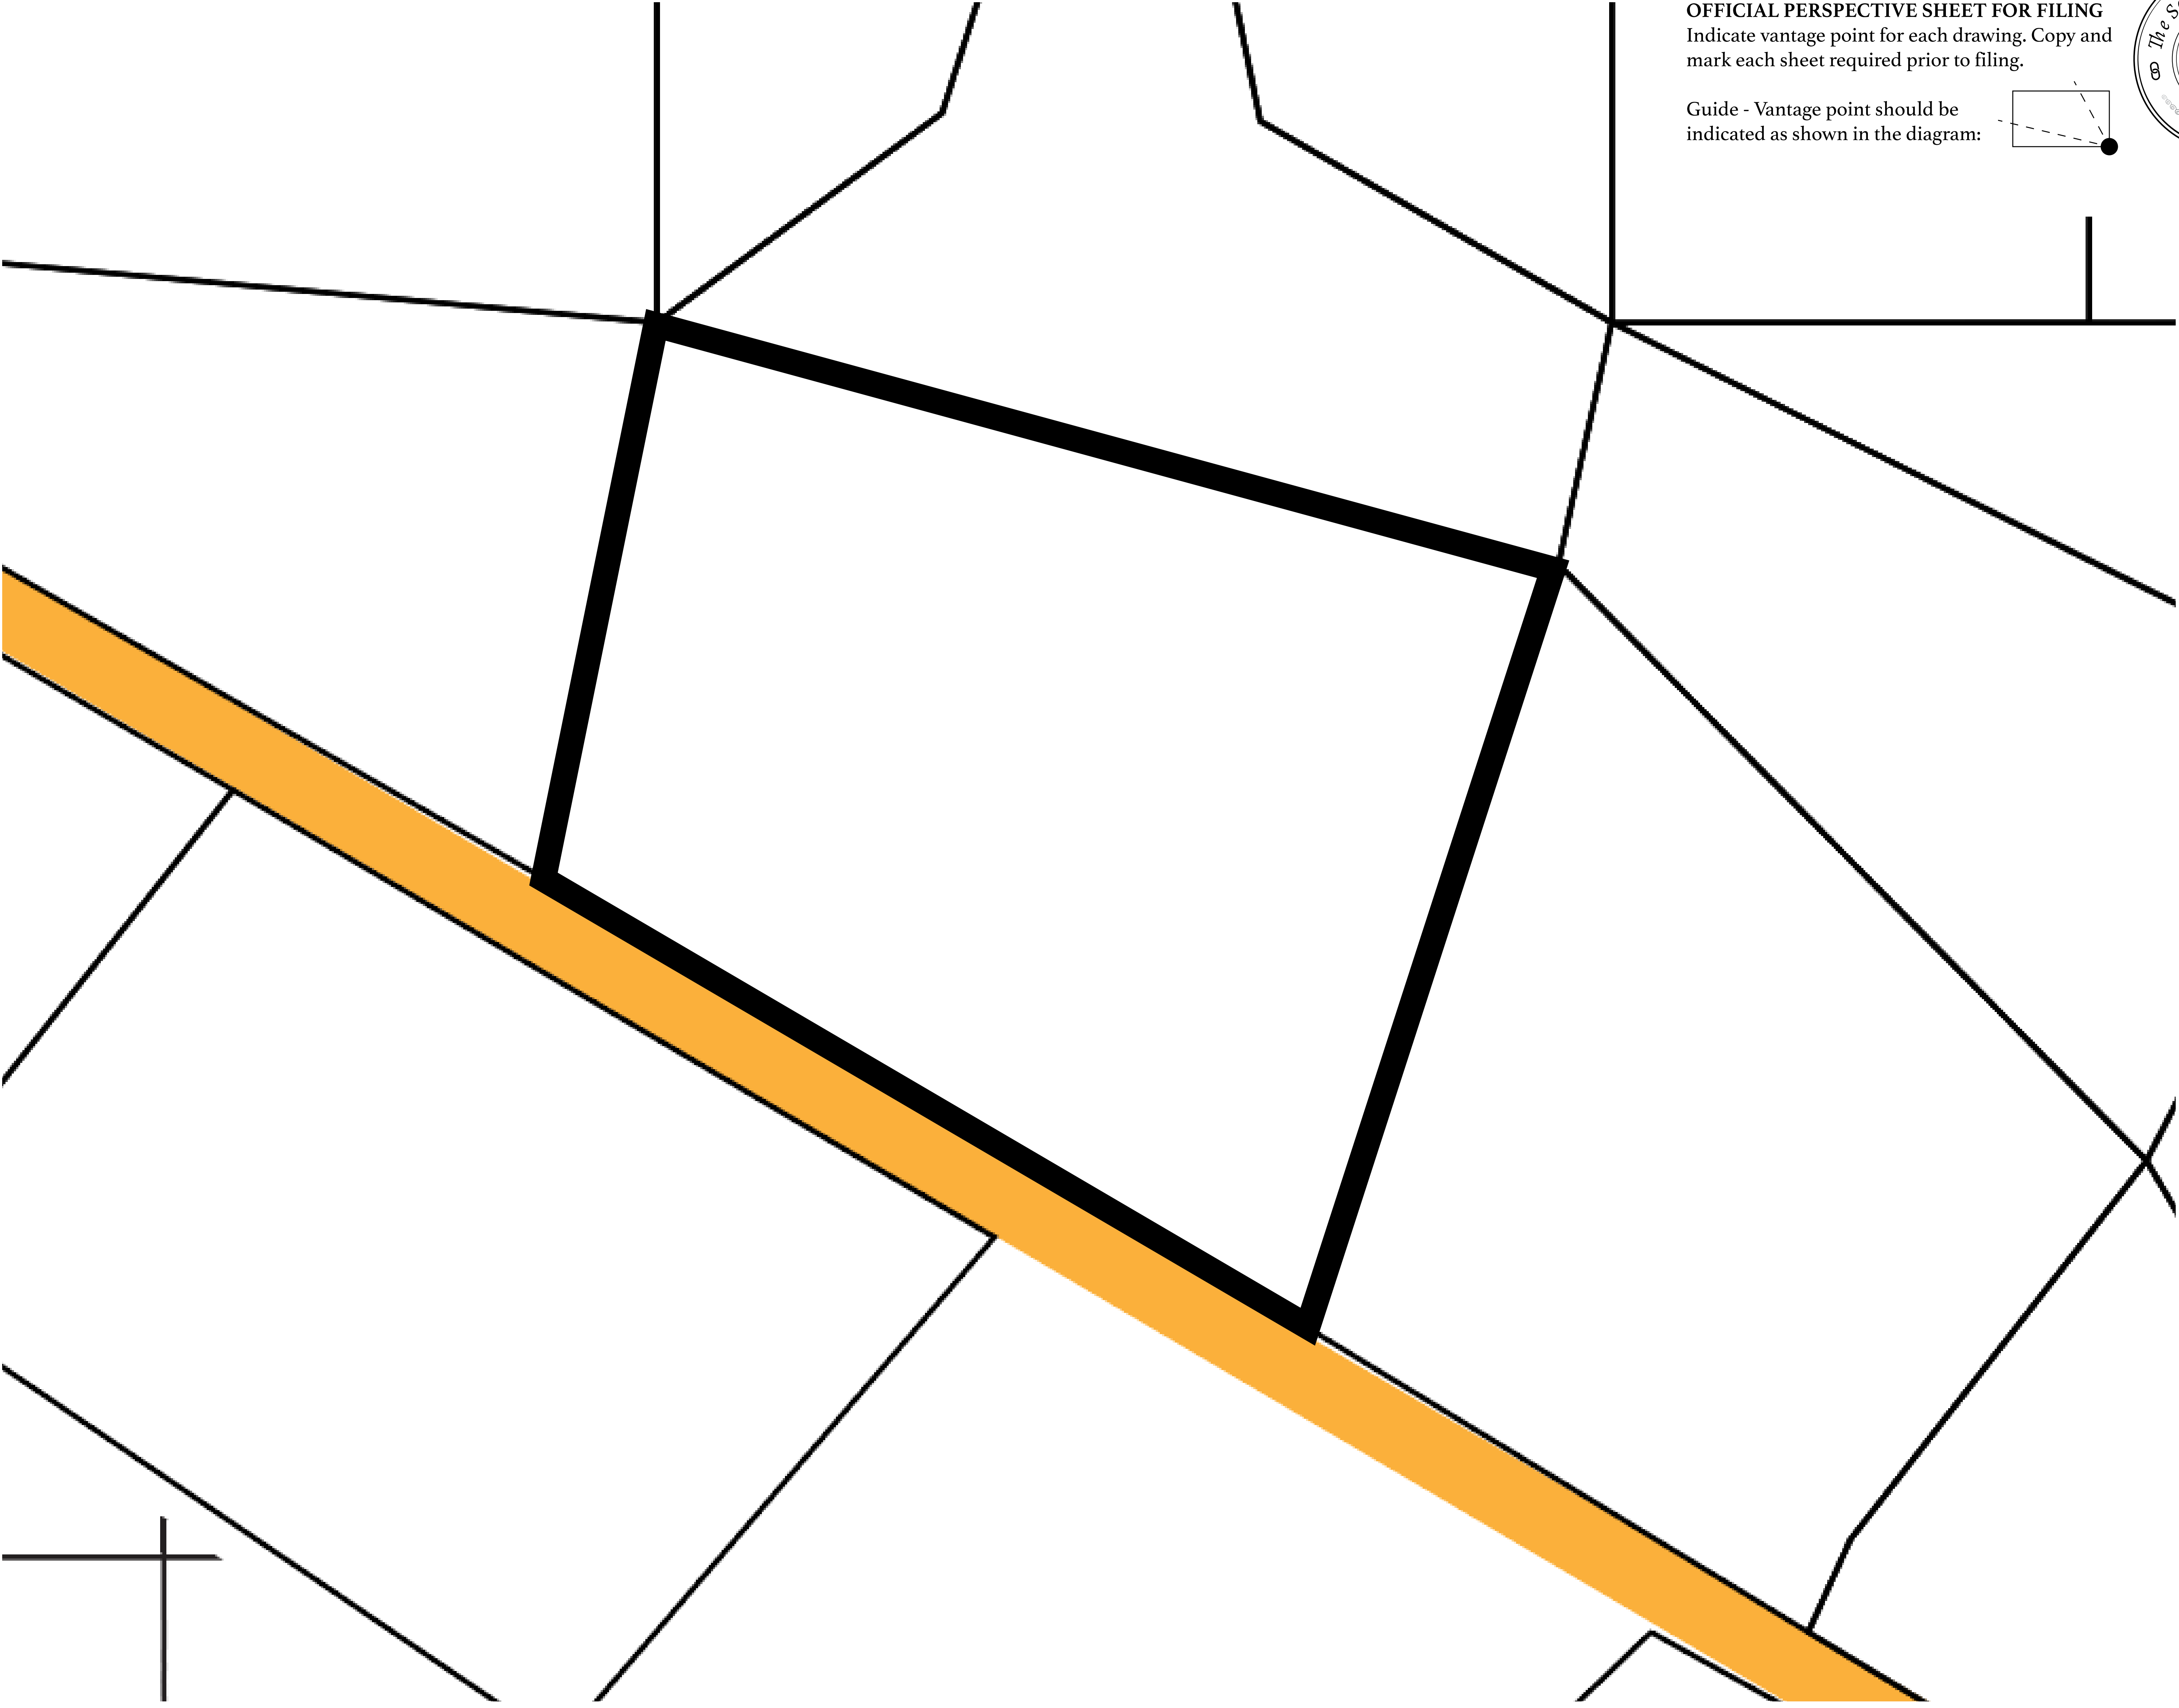 OFFICIAL PERSPECTIVE SHEET FOR FILING
Indicate vantage point for each drawing. Copy and
mark each sheet required prior to filing.
Guide - Vantage point should be
indicated as shown in the diagram:
The